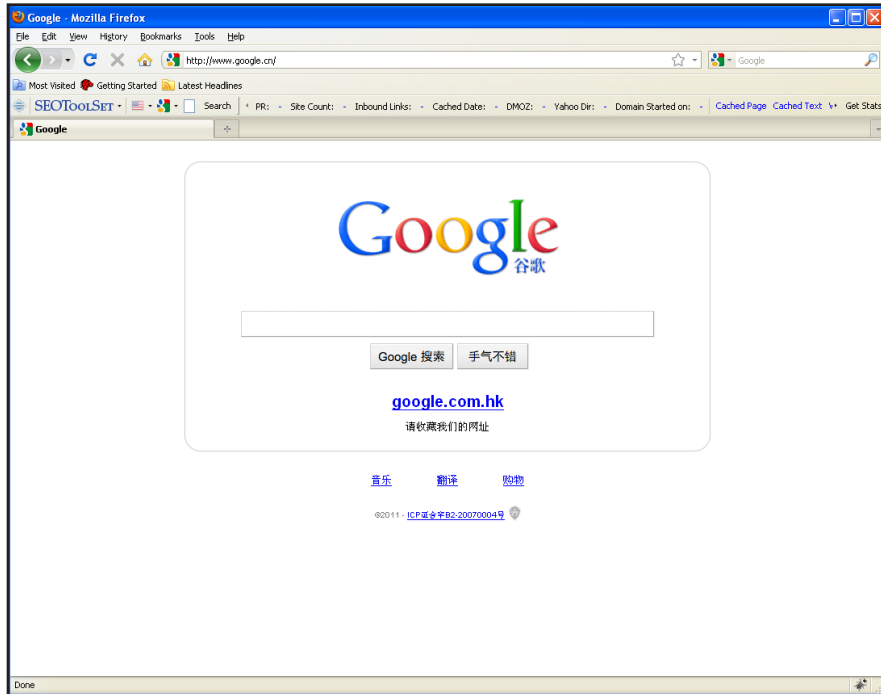 Google - Mozilla Firefox
File Edit View History Bookmarks Tools Help
http://www.google.cn/ Google
Most Visited Getting Started Latest Headlines
SEOToolSet Search PR: - Site Count: - Inbound Links: - Cached Date: - DMOZ: - Yahoo Dir: - Domain Started on: - Cached Page Cached Text Get Stats
Google
Google
谷歌
Google 搜索 手气不错
google.com.hk
请收藏我们的网址
音乐 翻译 购物
©2011 - ICP证合字B2-20070004号
Done